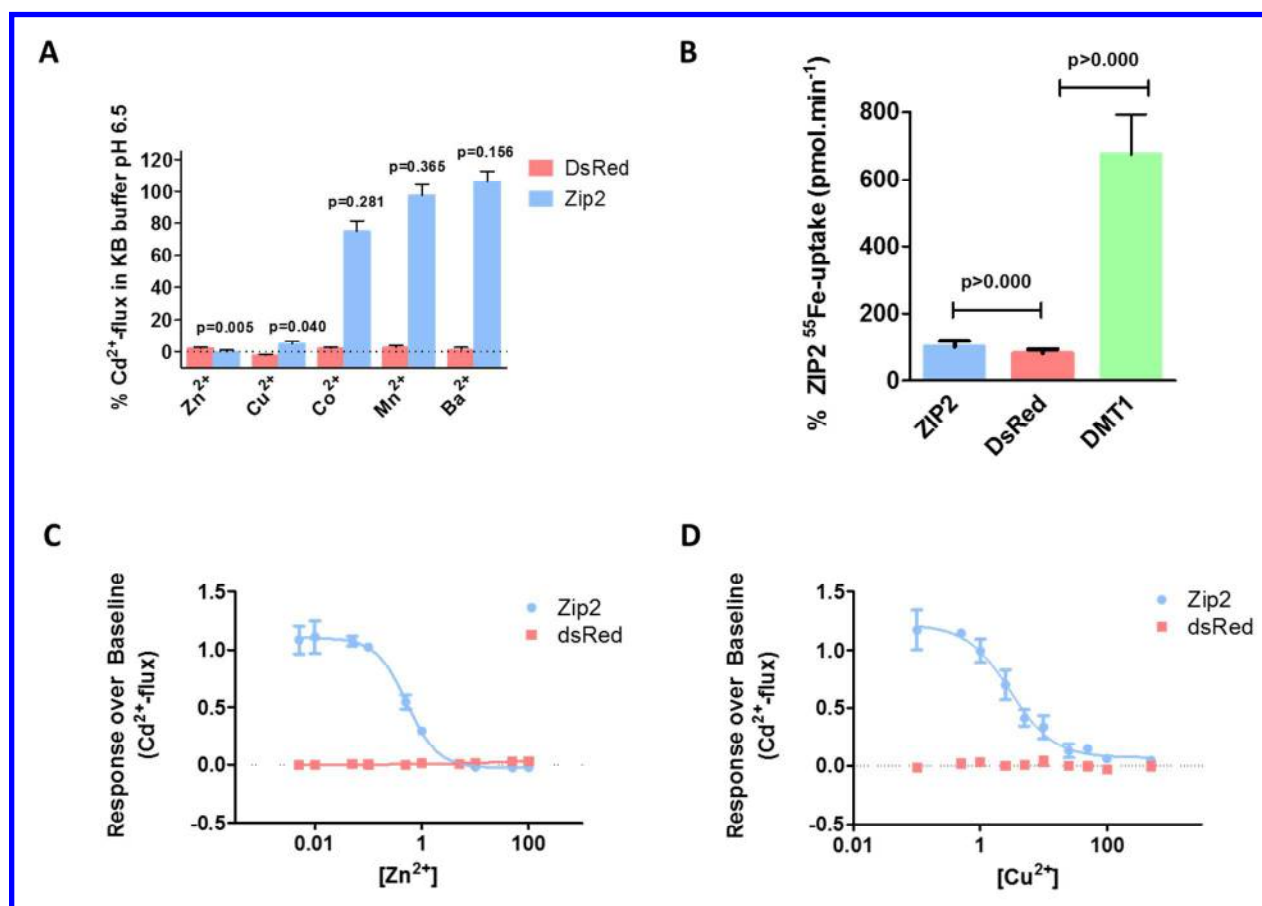 A
% Cd²⁺-flux in KB buffer pH 6.5
120
100
80
60
40
20
0
p=0.005
p=0.040
p=0.281
p=0.365
p=0.156
DsRed
Zip2
Zn²⁺
Cu²⁺
Co²⁺
Mn²⁺
Ba²⁺
B
% ZIP2 ⁵⁵Fe-uptake (pmol.min⁻¹)
800
600
400
200
0
p>0.000
p>0.000
ZIP2
DsRed
DMT1
C
Response over Baseline
(Cd²⁺-flux)
1.5
1.0
0.5
0.0
-0.5
Zip2
dsRed
0.01
1
100
[Zn²⁺]
D
Response over Baseline
(Cd²⁺-flux)
1.5
1.0
0.5
0.0
-0.5
Zip2
dsRed
0.01
1
100
[Cu²⁺]